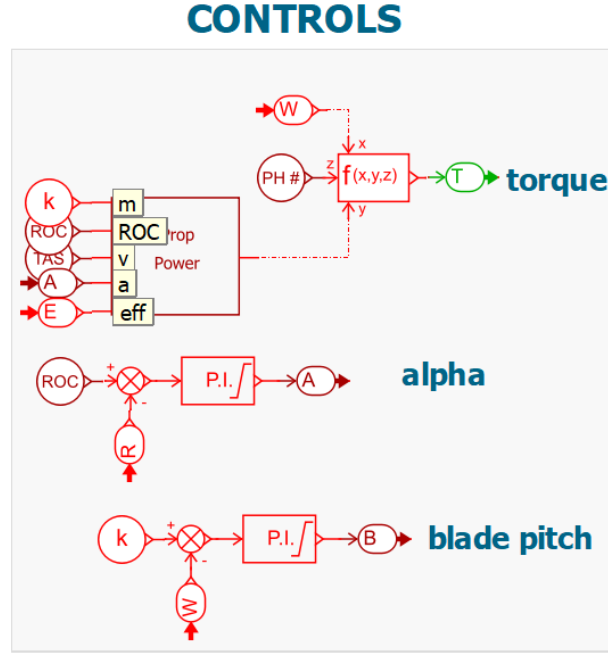 CONTROLS
W
x
PH #
z
f(x,y,z)
T
torque
y
k
m
ROC
ROC
Prop
TAS
v
Power
A
a
E
eff
ROC
+
-
P.I.
A
alpha
R
k
+
-
P.I.
B
blade pitch
W